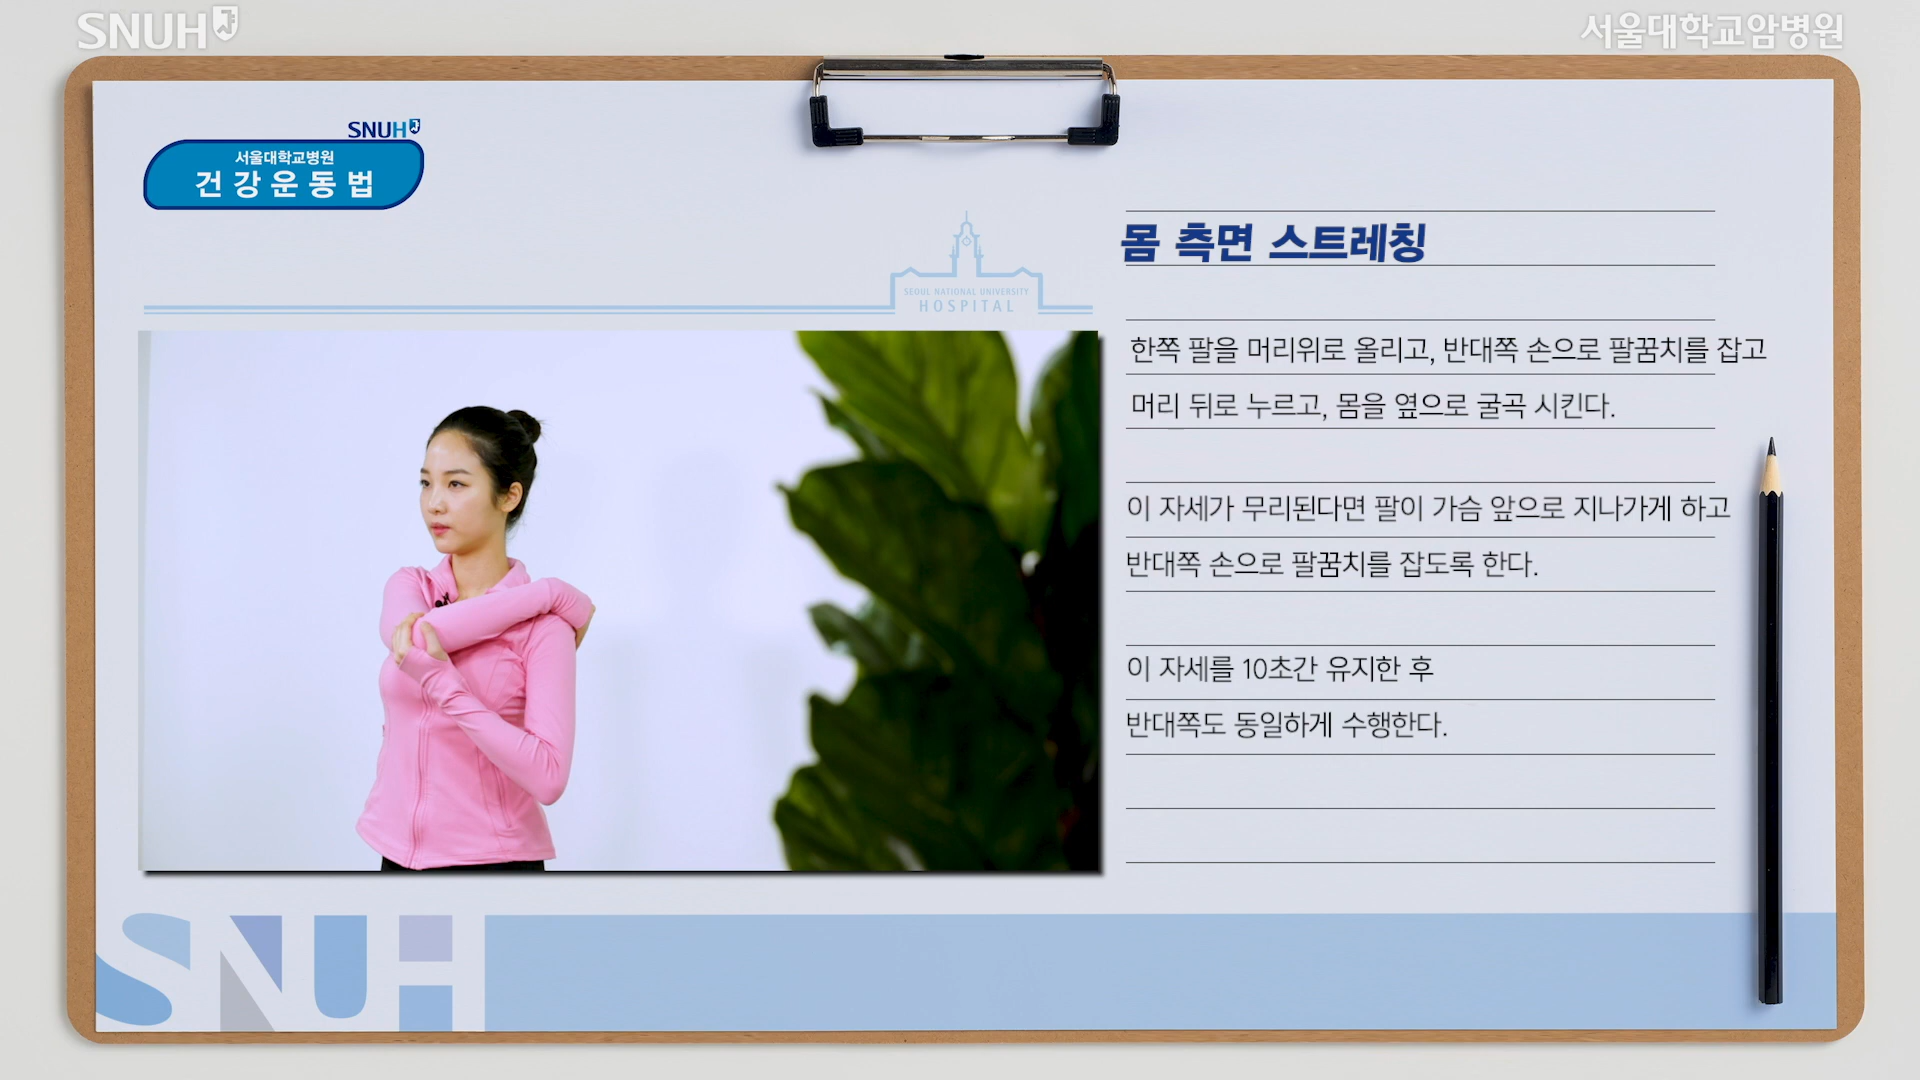 SNUH
서울대학교암병원
SNUH
서울대학교병원
건강운동법
SEOUL NATIONAL UNIVERSITY
HOSPITAL
몸 측면 스트레칭
한쪽 팔을 머리위로 올리고, 반대쪽 손으로 팔꿈치를 잡고
머리 뒤로 누르고, 몸을 옆으로 굴곡 시킨다.
이 자세가 무리된다면 팔이 가슴 앞으로 지나가게 하고
반대쪽 손으로 팔꿈치를 잡도록 한다.
이 자세를 10초간 유지한 후
반대쪽도 동일하게 수행한다.
SNUH